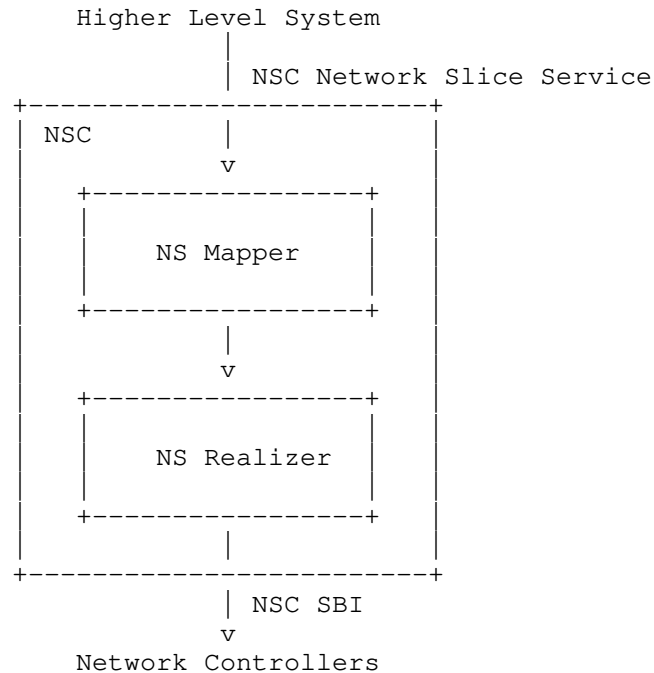 Higher Level System
NSC Network Slice Service
NSC
v
NS Mapper
v
NS Realizer
NSC SBI
v
Network Controllers